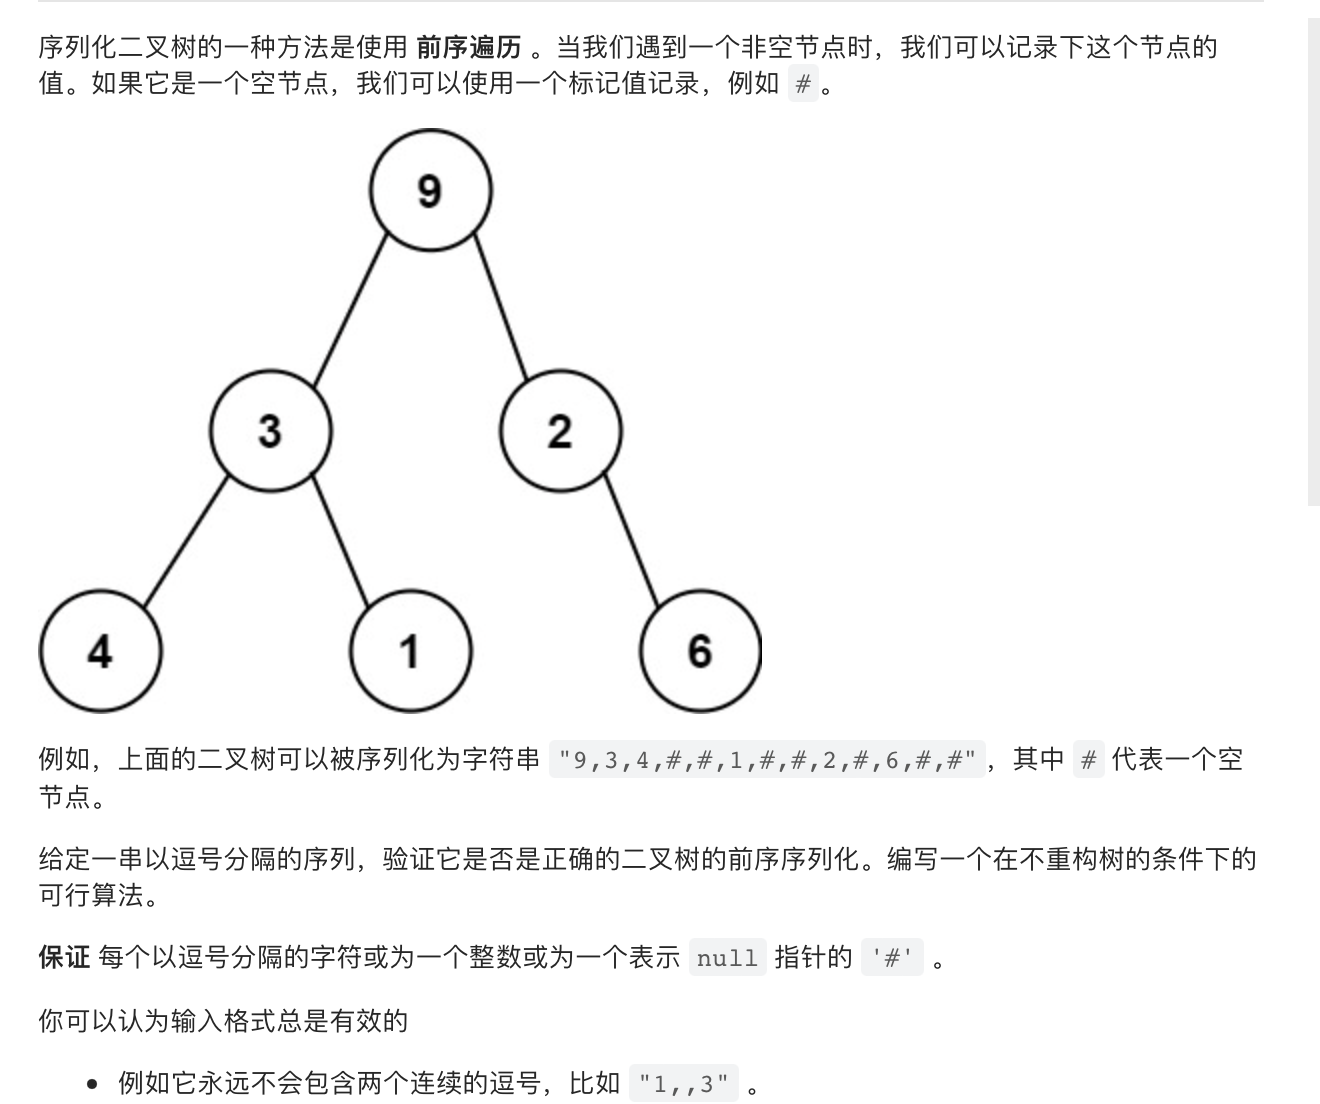 序列化二叉树的一种方法是使用 前序遍历 。当我们遇到一个非空节点时，我们可以记录下这个节点的
值。如果它是一个空节点，我们可以使用一个标记值记录，例如 # 。
9
3
2
4
1
6
例如，上面的二叉树可以被序列化为字符串 "9,3,4,#,#,1,#,#,2,#,6,#,#"，其中 # 代表一个空
节点。
给定一串以逗号分隔的序列，验证它是否是正确的二叉树的前序序列化。编写一个在不重构树的条件下的
可行算法。
保证 每个以逗号分隔的字符或为一个整数或为一个表示 null 指针的 '#' 。
你可以认为输入格式总是有效的
• 例如它永远不会包含两个连续的逗号，比如 "1,,3" 。